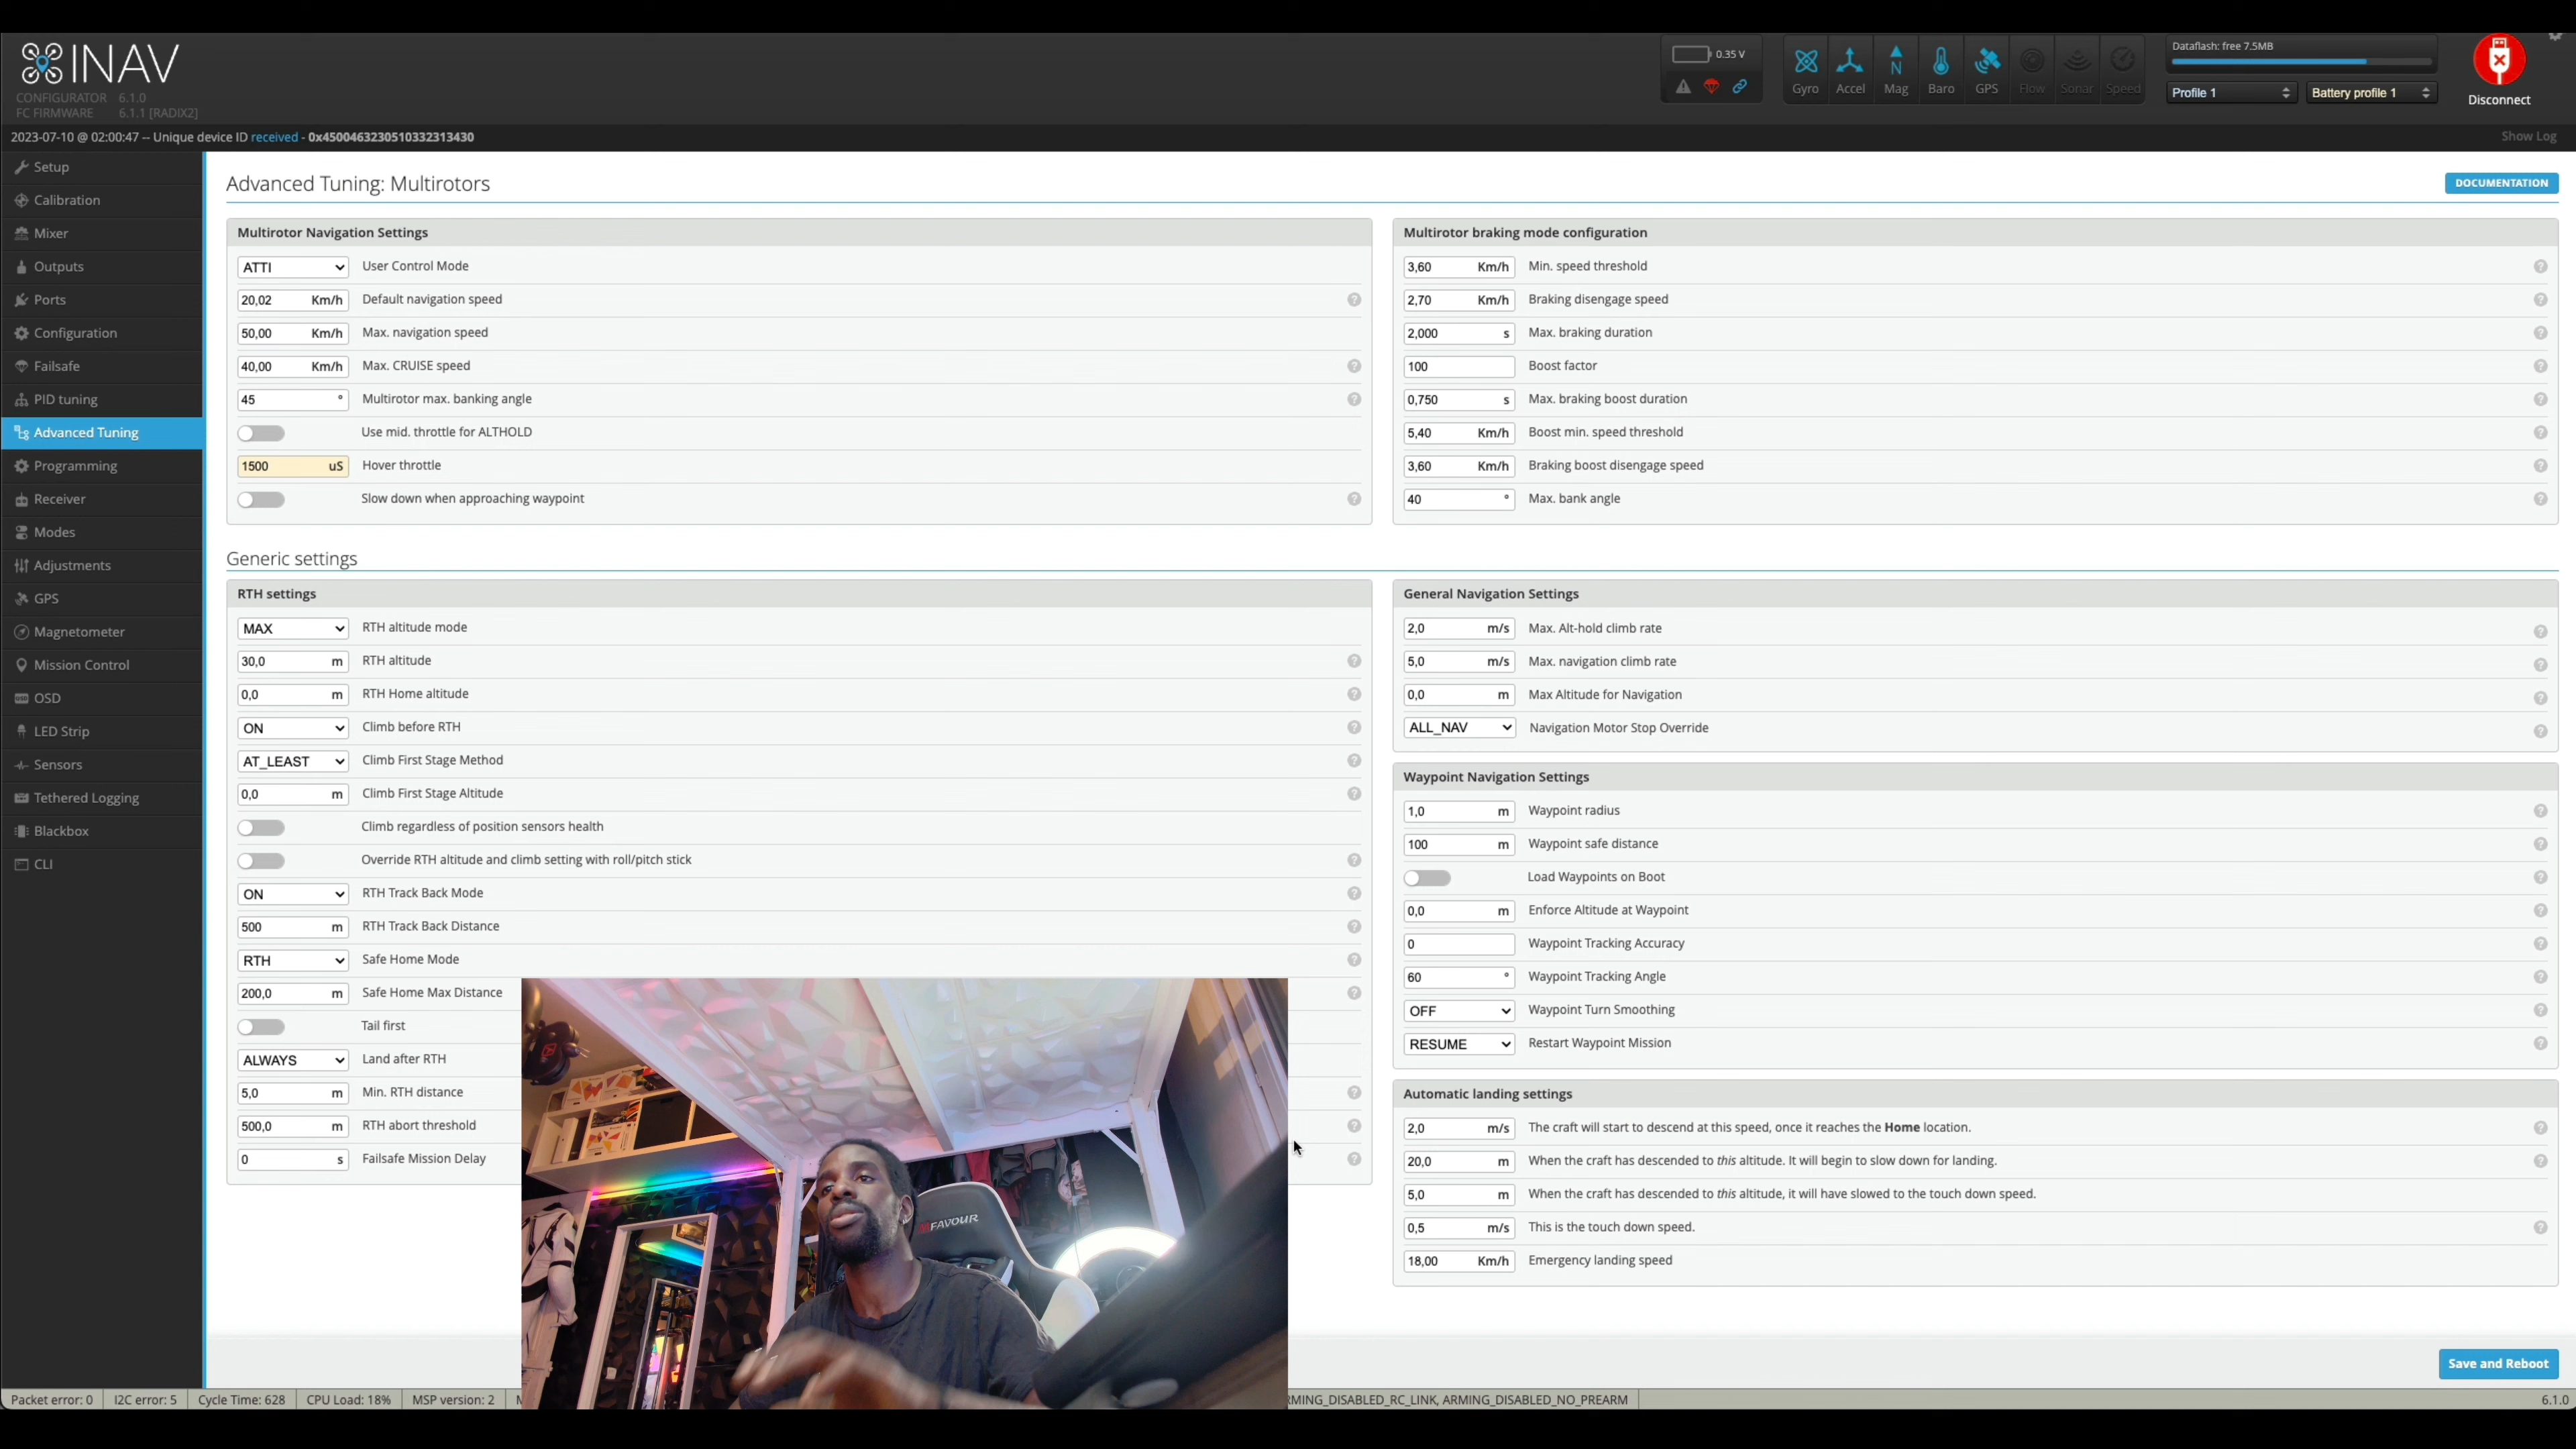 INAV
CONFIGURATOR 6.1.0
FC FIRMWARE 6.1.1 [RADIX2]
0.35 V
Gyro Accel Mag Baro GPS Flow Sonar Speed
Dataflash: free 7.5MB
Profile 1
Battery profile 1
Disconnect
2023-07-10 @ 02:00:47 -- Unique device ID received - 0x4500463230510332313430
Show Log
Setup
Calibration
Mixer
Outputs
Ports
Configuration
Failsafe
PID tuning
Advanced Tuning
Programming
Receiver
Modes
Adjustments
GPS
Magnetometer
Mission Control
OSD
LED Strip
Sensors
Tethered Logging
Blackbox
CLI
Advanced Tuning: Multirotors
DOCUMENTATION
Multirotor Navigation Settings
ATTI User Control Mode
20,02 Km/h Default navigation speed
50,00 Km/h Max. navigation speed
40,00 Km/h Max. CRUISE speed
45 ° Multirotor max. banking angle
Use mid. throttle for ALTHOLD
1500 uS Hover throttle
Slow down when approaching waypoint
Multirotor braking mode configuration
3,60 Km/h Min. speed threshold
2,70 Km/h Braking disengage speed
2,000 s Max. braking duration
100 Boost factor
0,750 s Max. braking boost duration
5,40 Km/h Boost min. speed threshold
3,60 Km/h Braking boost disengage speed
40 ° Max. bank angle
Generic settings
RTH settings
MAX RTH altitude mode
30,0 m RTH altitude
0,0 m RTH Home altitude
ON Climb before RTH
AT_LEAST Climb First Stage Method
0,0 m Climb First Stage Altitude
Climb regardless of position sensors health
Override RTH altitude and climb setting with roll/pitch stick
ON RTH Track Back Mode
500 m RTH Track Back Distance
RTH Safe Home Mode
200,0 m Safe Home Max Distance
Tail first
ALWAYS Land after RTH
5,0 m Min. RTH distance
500,0 m RTH abort threshold
0 s Failsafe Mission Delay
General Navigation Settings
2,0 m/s Max. Alt-hold climb rate
5,0 m/s Max. navigation climb rate
0,0 m Max Altitude for Navigation
ALL_NAV Navigation Motor Stop Override
Waypoint Navigation Settings
1,0 m Waypoint radius
100 m Waypoint safe distance
Load Waypoints on Boot
0,0 m Enforce Altitude at Waypoint
0 Waypoint Tracking Accuracy
60 ° Waypoint Tracking Angle
OFF Waypoint Turn Smoothing
RESUME Restart Waypoint Mission
Automatic landing settings
2,0 m/s The craft will start to descend at this speed, once it reaches the Home location.
20,0 m When the craft has descended to this altitude. It will begin to slow down for landing.
5,0 m When the craft has descended to this altitude, it will have slowed to the touch down speed.
0,5 m/s This is the touch down speed.
18,00 Km/h Emergency landing speed
FAVOUR
Save and Reboot
Packet error: 0 I2C error: 5 Cycle Time: 628 CPU Load: 18% MSP version: 2 RMING_DISABLED_RC_LINK, ARMING_DISABLED_NO_PREARM 6.1.0